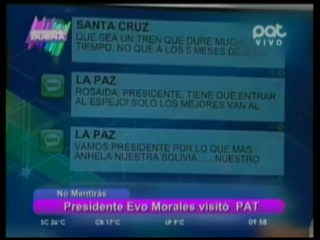 SANTA CRUZ
QUE SEA UN TREN QUE DURE MUCHO
TIEMPO, NO QUE A LOS 5 MESES DE
pat
VIVO
SMS
LA PAZ
ROSAIDA: PRESIDENTE, TIENE QUE ENTRAR
AL ESPEJO! SOLO LOS MEJORES VAN AL
SMS
LA PAZ
VAMOS PRESIDENTE POR LO QUE MAS
ANHELA NUESTRA BOLIVIA...... NUESTRO
No Mentirás
Presidente Evo Morales visitó PAT
SC 26°C CB 17°C LP 9°C 09:58